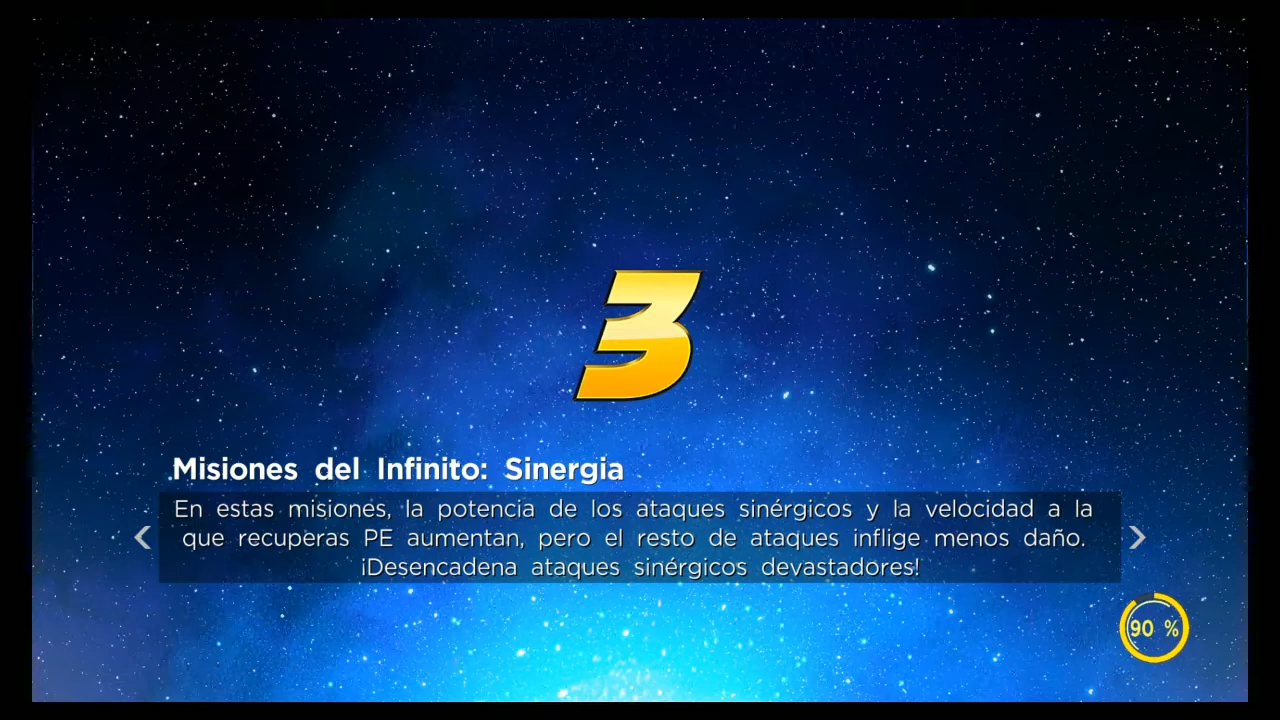 3
Misiones del Infinito: Sinergia
En estas misiones, la potencia de los ataques sinérgicos y la velocidad a la
que recuperas PE aumentan, pero el resto de ataques inflige menos daño.
¡Desencadena ataques sinérgicos devastadores!
90 %